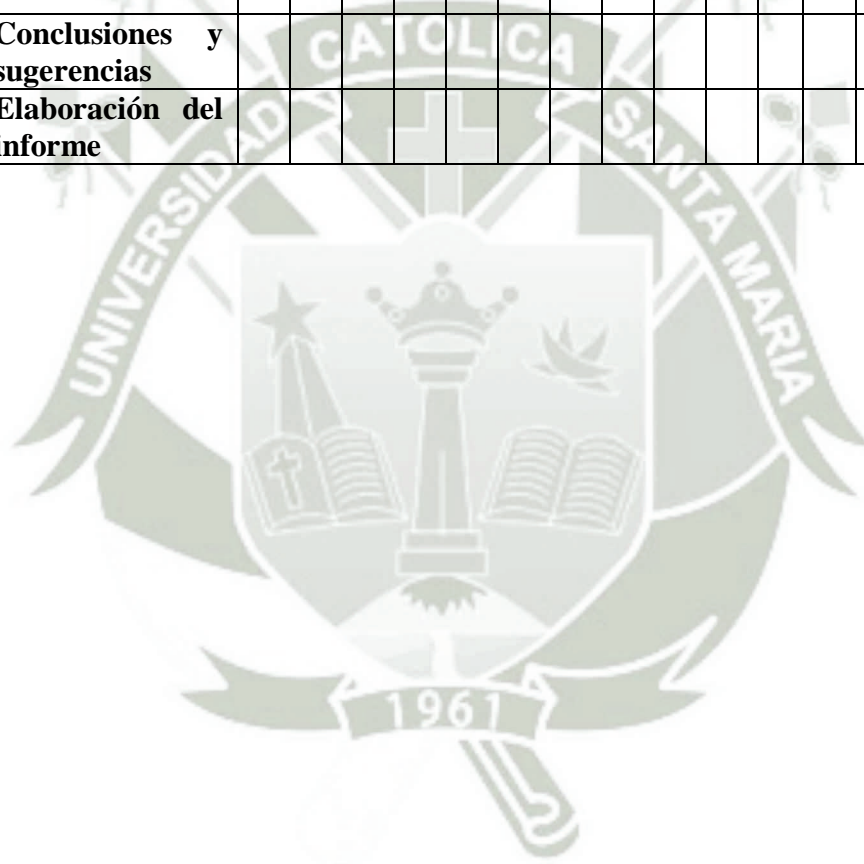 Conclusiones y
sugerencias
Elaboración del
informe
UNIVERSIDAD CATOLICA SANTA MARIA
1961